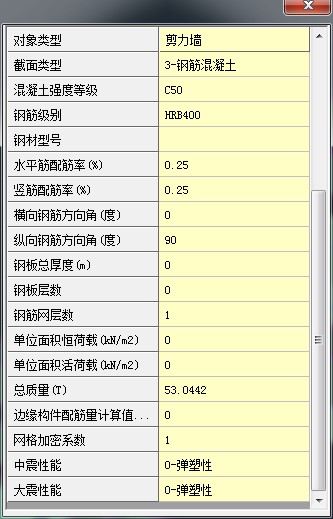 对象类型 剪力墙
截面类型 3-钢筋混凝土
混凝土强度等级 C50
钢筋级别 HRB400
钢材型号
水平筋配筋率(%) 0.25
竖筋配筋率(%) 0.25
横向钢筋方向角(度) 0
纵向钢筋方向角(度) 90
钢板总厚度(m) 0
钢板层数 0
钢筋网层数 1
单位面积恒荷载(kN/m2) 0
单位面积活荷载(kN/m2) 0
总质量(T) 53.0442
边缘构件配筋量计算值... 0
网格加密系数 1
中震性能 0-弹塑性
大震性能 0-弹塑性